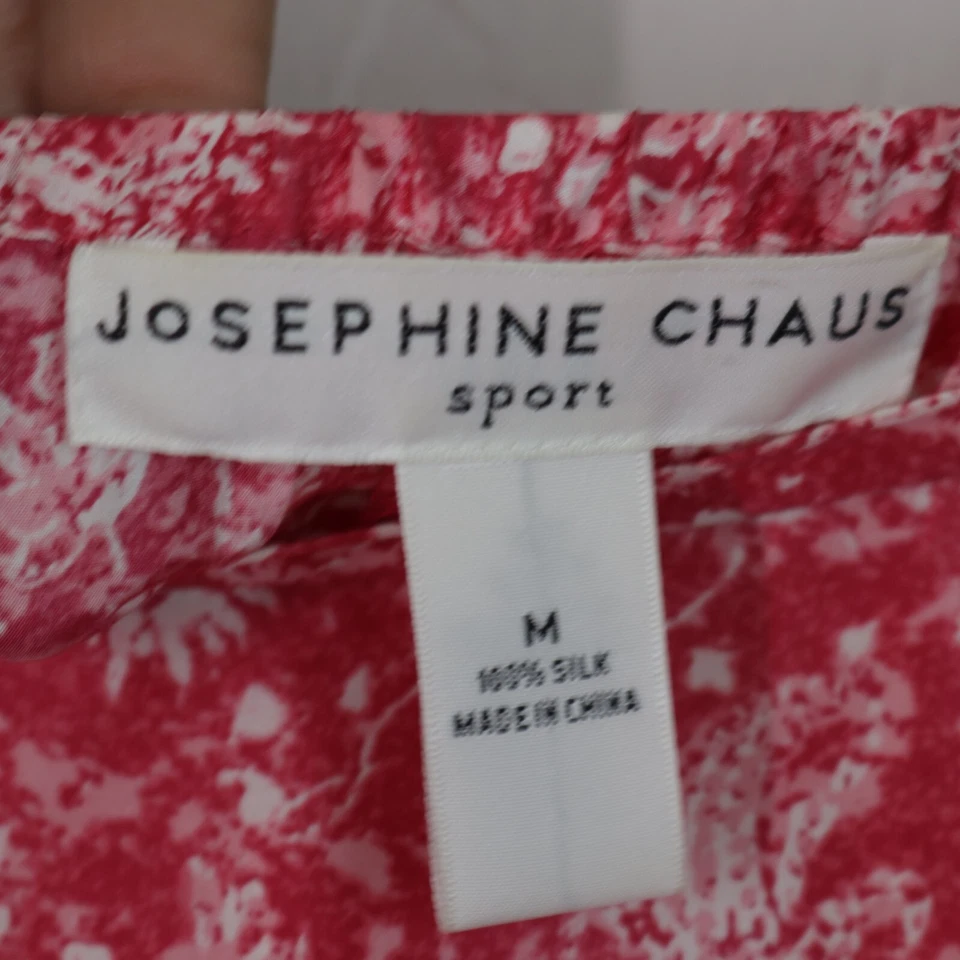 JOSEPHINE CHAUS
sport
M
100% SILK
MADE IN CHINA